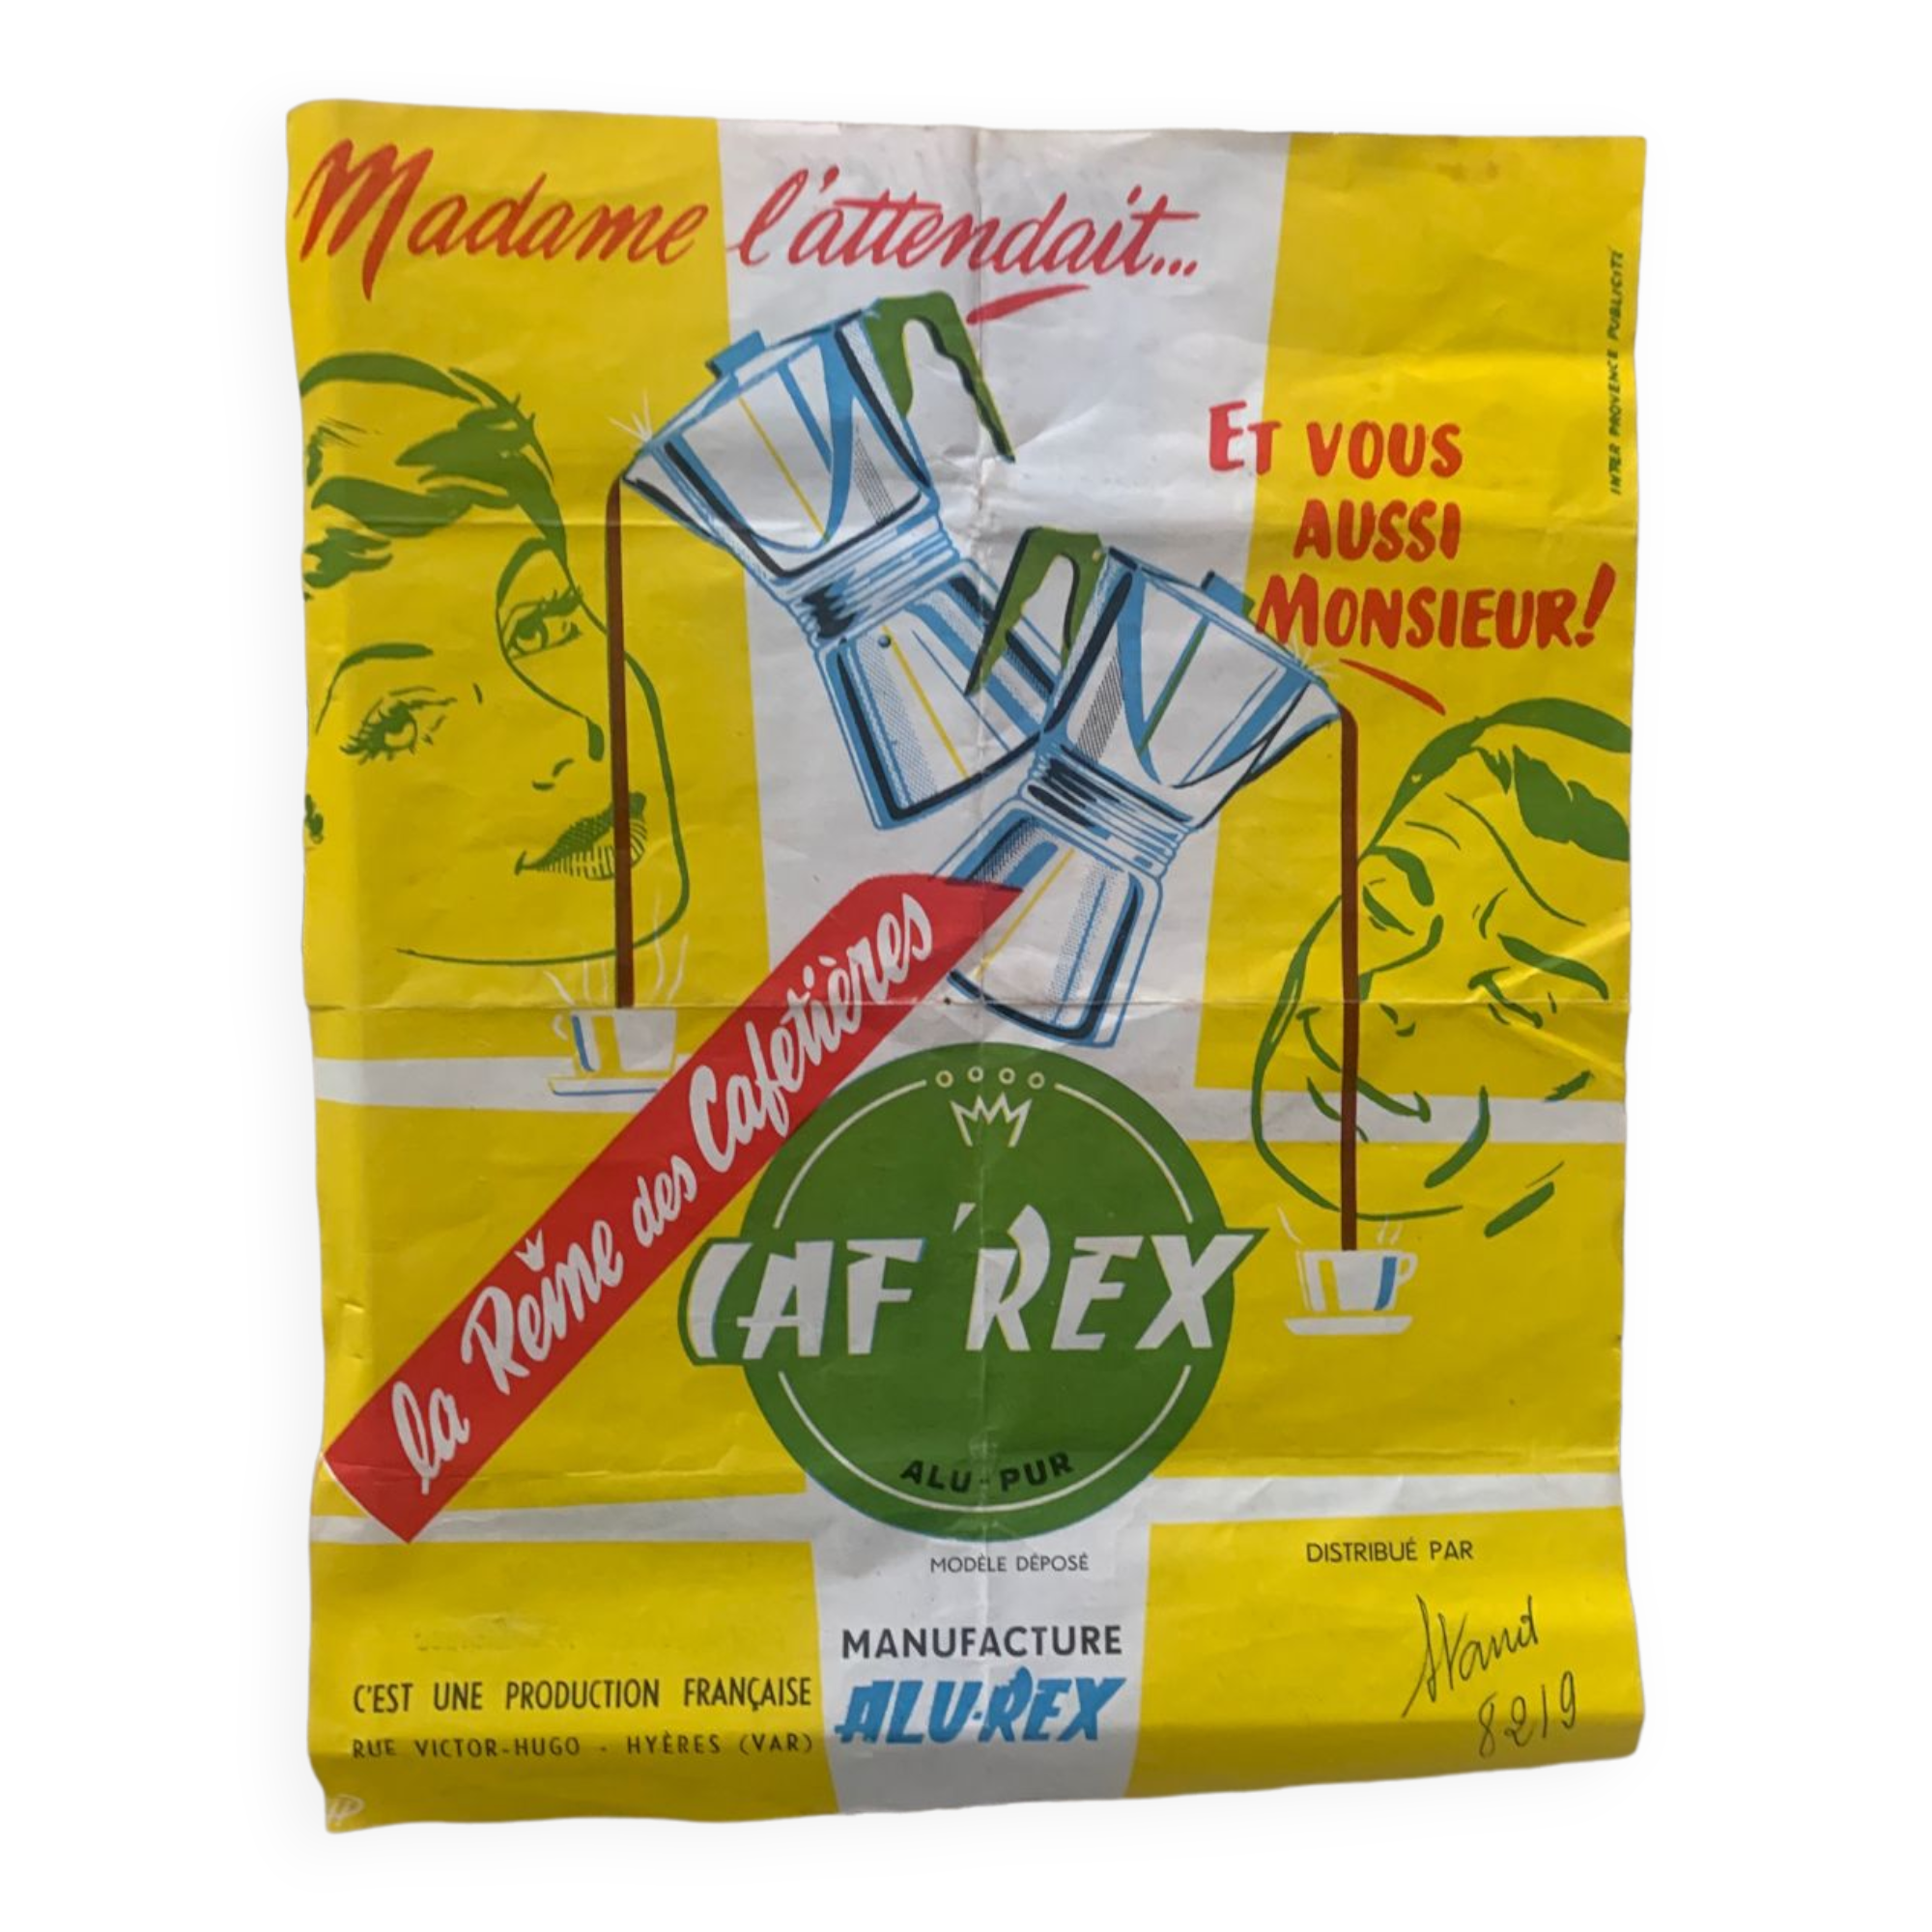 Madame l'attendait...
ET VOUS
AUSSI
MONSIEUR!
INTER PROVENCE PUBLICITÉ
la Reine des Cafetières
CAF'REX
ALU-PUR
MODÈLE DÉPOSÉ
DISTRIBUÉ PAR
Stand
8219
MANUFACTURE
ALU-REX
C'EST UNE PRODUCTION FRANÇAISE
RUE VICTOR-HUGO - HYÈRES (VAR)